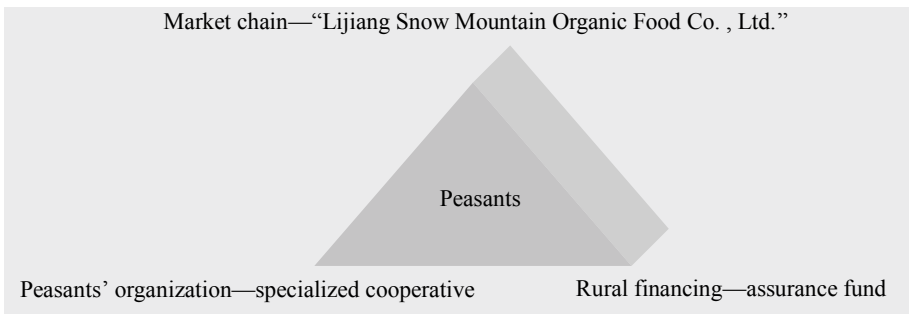 Market chain—“Lijiang Snow Mountain Organic Food Co. , Ltd.”
Peasants
Peasants’ organization—specialized cooperative
Rural financing—assurance fund